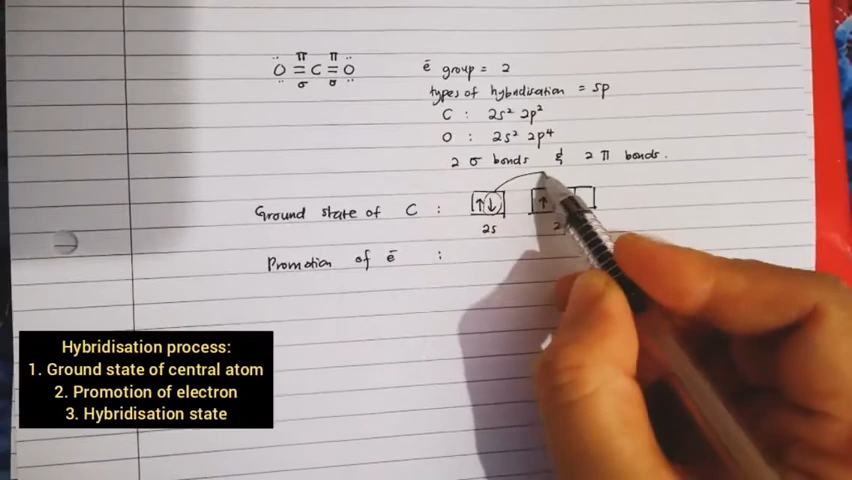 π π
:Ö = C = Ö:
σ σ
ē group = 2
types of hybridisation = sp
C : 2s² 2p²
O : 2s² 2p⁴
2 σ bonds & 2 π bonds.
Ground state of C : ↑↓ ↑
2s 2
Promotion of ē :
Hybridisation process:
1. Ground state of central atom
2. Promotion of electron
3. Hybridisation state